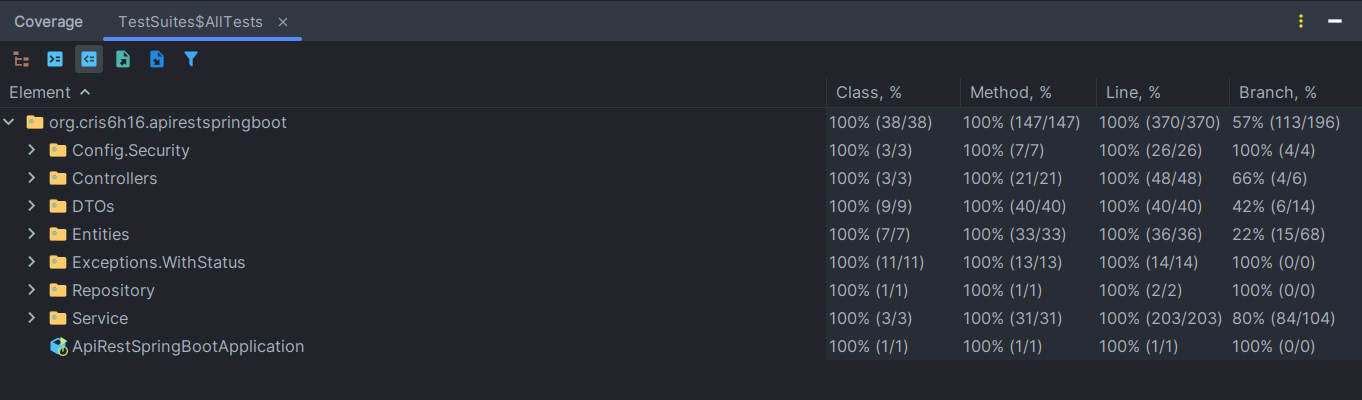 Coverage TestSuites$AllTests
Element Class, % Method, % Line, % Branch, %
org.cris6h16.apirestspringboot 100% (38/38) 100% (147/147) 100% (370/370) 57% (113/196)
Config.Security 100% (3/3) 100% (7/7) 100% (26/26) 100% (4/4)
Controllers 100% (3/3) 100% (21/21) 100% (48/48) 66% (4/6)
DTOs 100% (9/9) 100% (40/40) 100% (40/40) 42% (6/14)
Entities 100% (7/7) 100% (33/33) 100% (36/36) 22% (15/68)
Exceptions.WithStatus 100% (11/11) 100% (13/13) 100% (14/14) 100% (0/0)
Repository 100% (1/1) 100% (1/1) 100% (2/2) 100% (0/0)
Service 100% (3/3) 100% (31/31) 100% (203/203) 80% (84/104)
ApiRestSpringBootApplication 100% (1/1) 100% (1/1) 100% (1/1) 100% (0/0)